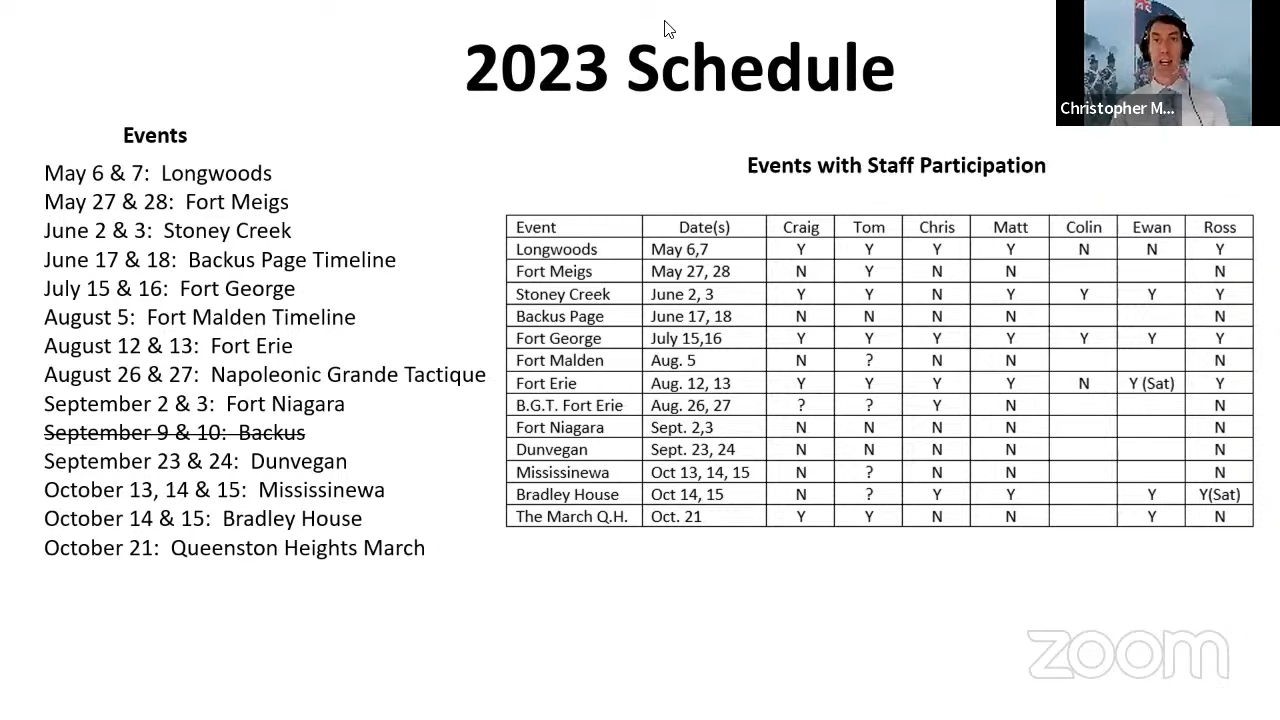 2023 Schedule
Christopher M...
Events
May 6 & 7:  Longwoods
May 27 & 28:  Fort Meigs
June 2 & 3:  Stoney Creek
June 17 & 18:  Backus Page Timeline
July 15 & 16:  Fort George
August 5:  Fort Malden Timeline
August 12 & 13:  Fort Erie
August 26 & 27:  Napoleonic Grande Tactique
September 2 & 3:  Fort Niagara
September 9 & 10:  Backus
September 23 & 24:  Dunvegan
October 13, 14 & 15:  Mississinewa
October 14 & 15:  Bradley House
October 21:  Queenston Heights March
Events with Staff Participation
Event Date(s) Craig Tom Chris Matt Colin Ewan Ross
Longwoods May 6,7 Y Y Y Y N N Y
Fort Meigs May 27, 28 N Y N N N
Stoney Creek June 2, 3 Y Y N Y Y Y Y
Backus Page June 17, 18 N N N N N
Fort George July 15,16 Y Y Y Y Y Y Y
Fort Malden Aug. 5 N ? N N N
Fort Erie Aug. 12, 13 Y Y Y Y N Y (Sat) Y
B.G.T. Fort Erie Aug. 26, 27 ? ? Y N N
Fort Niagara Sept. 2,3 N N N N N
Dunvegan Sept. 23, 24 N N N N N
Mississinewa Oct 13, 14, 15 N ? N N N
Bradley House Oct 14, 15 N ? Y Y Y Y(Sat)
The March Q.H. Oct. 21 Y Y N N Y N
zoom